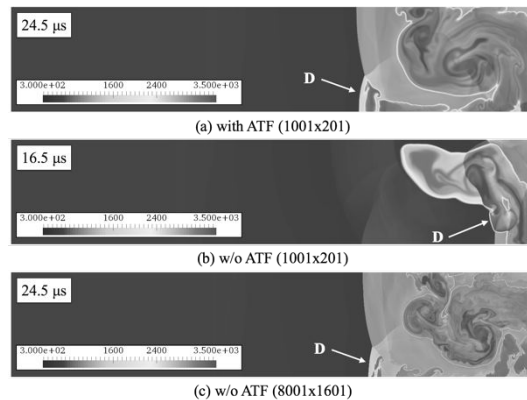 24.5 μs
3.000e+02 1600 2400 3.500e+03
D
(a) with ATF (1001x201)
16.5 μs
3.000e+02 1600 2400 3.500e+03
D
(b) w/o ATF (1001x201)
24.5 μs
3.000e+02 1600 2400 3.500e+03
D
(c) w/o ATF (8001x1601)